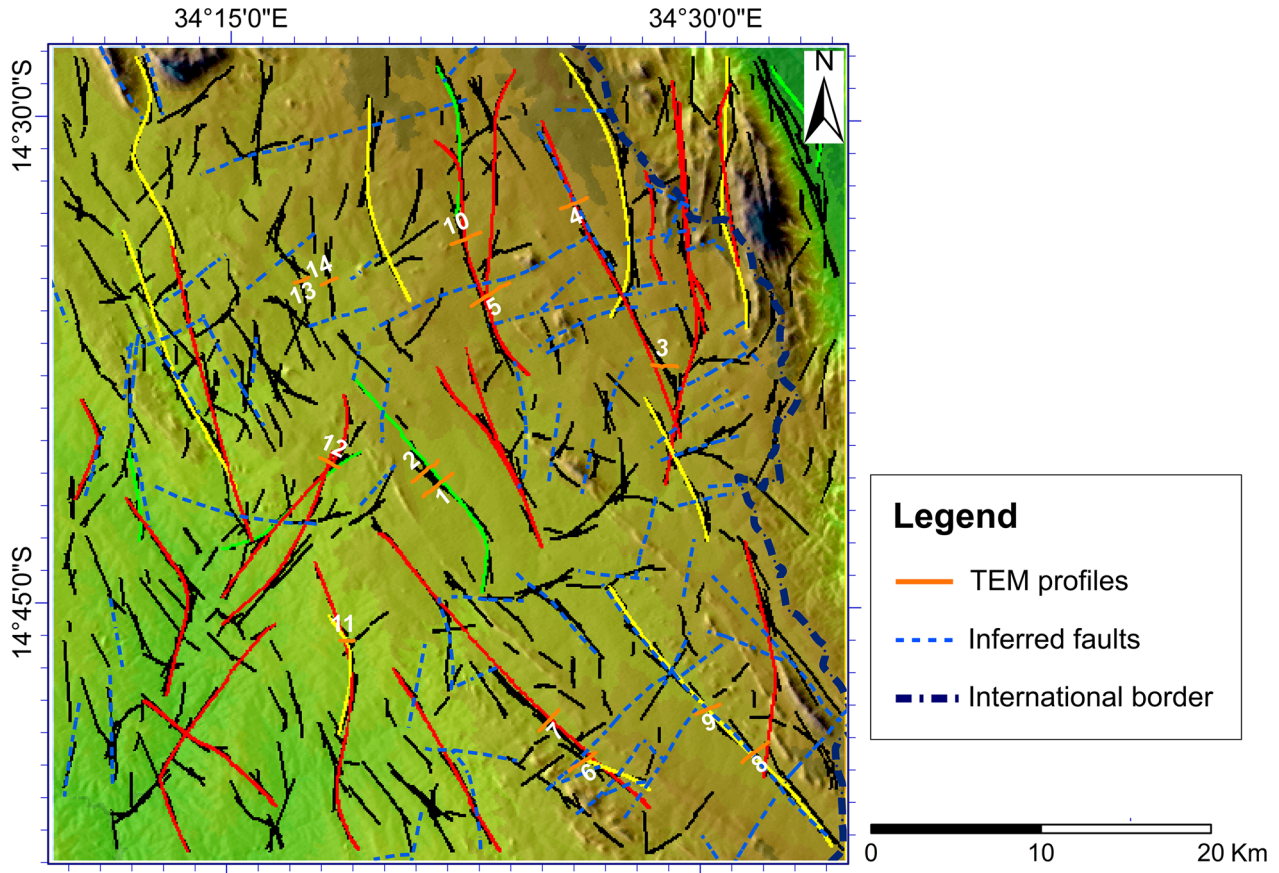 34°15'0"E
34°30'0"E
N
14°30'0"S
10
4
14
13
5
3
12
2
1
14°45'0"S
11
7
9
6
8
Legend
TEM profiles
Inferred faults
International border
0 10 20 Km